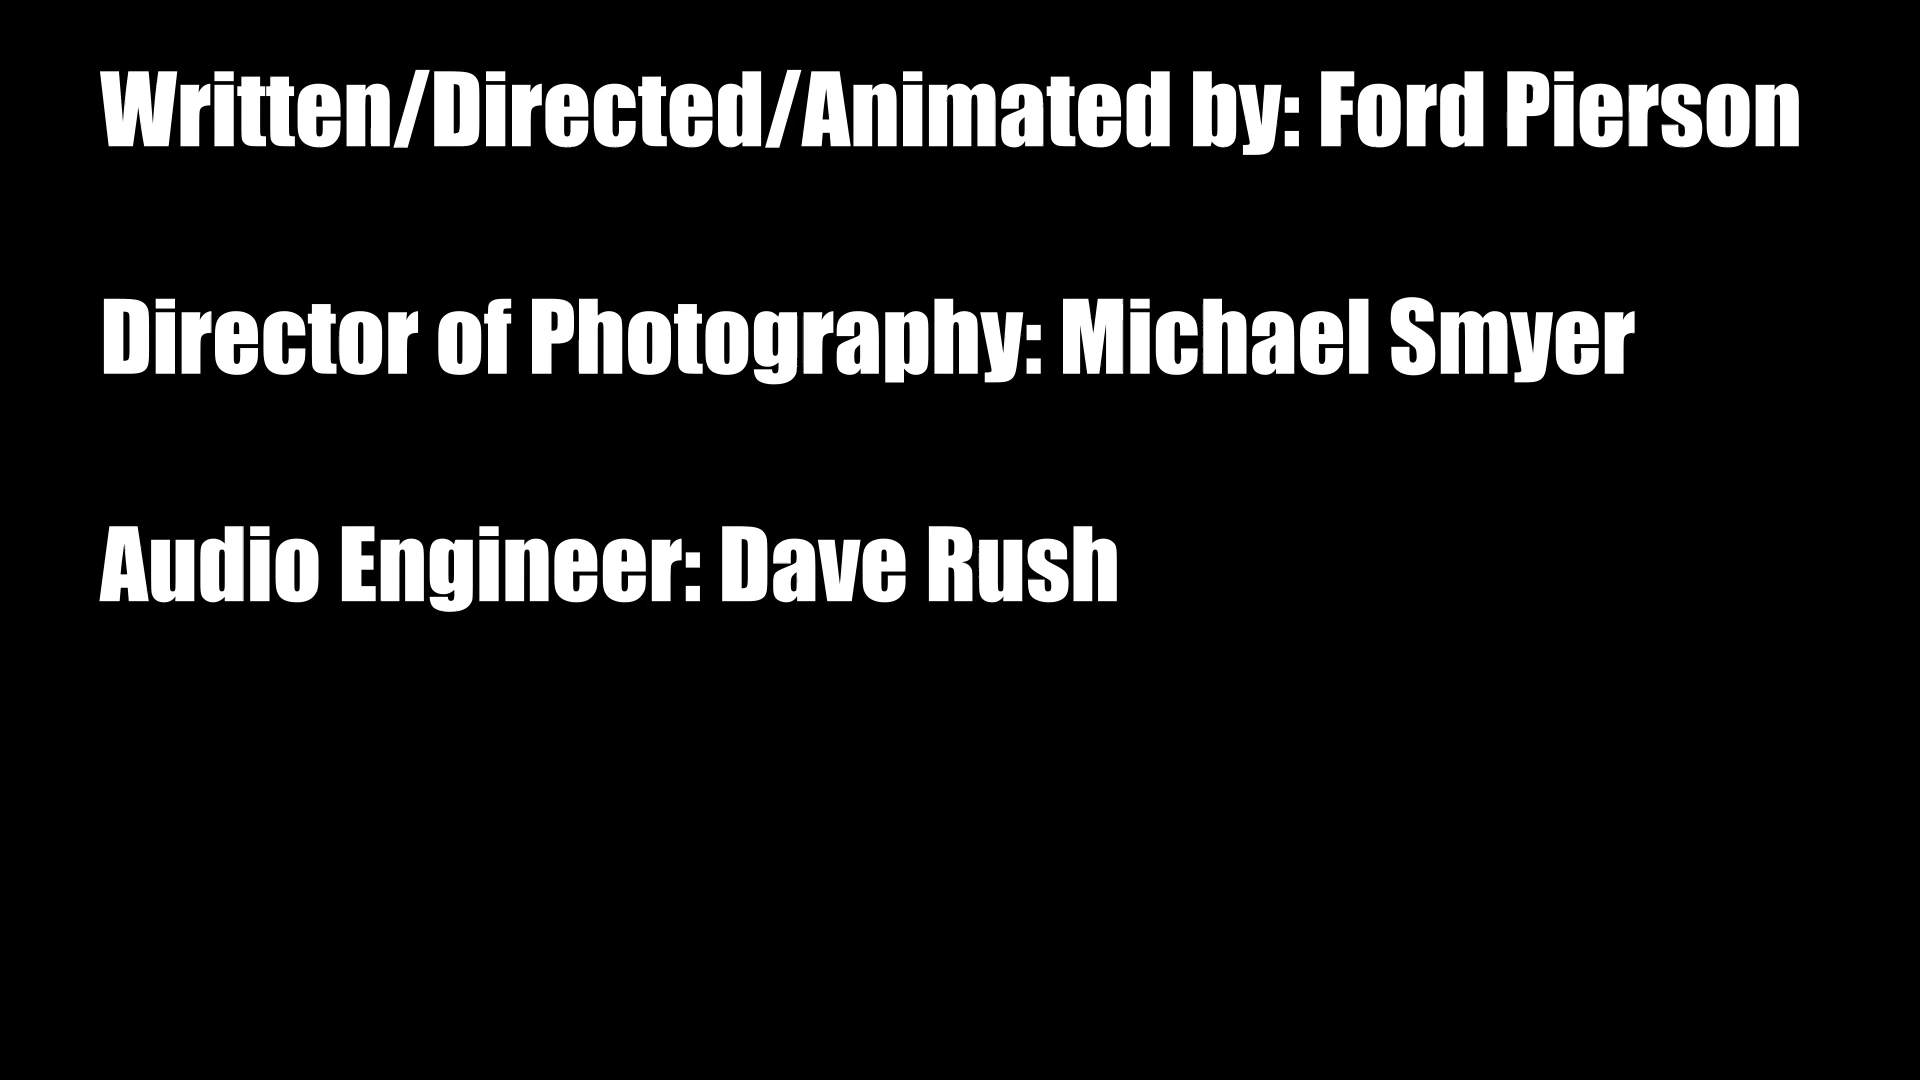 Written/Directed/Animated by: Ford Pierson
Director of Photography: Michael Smyer
Audio Engineer: Dave Rush